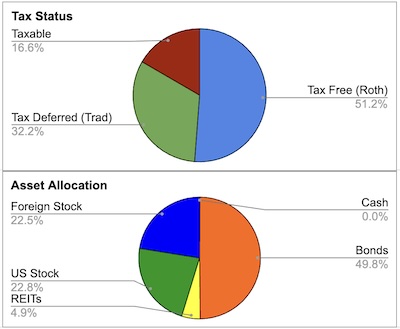 Tax Status
Taxable
16.6%
Tax Free (Roth)
51.2%
Tax Deferred (Trad)
32.2%
Asset Allocation
Foreign Stock
22.5%
Cash
0.0%
Bonds
49.8%
US Stock
22.8%
REITs
4.9%